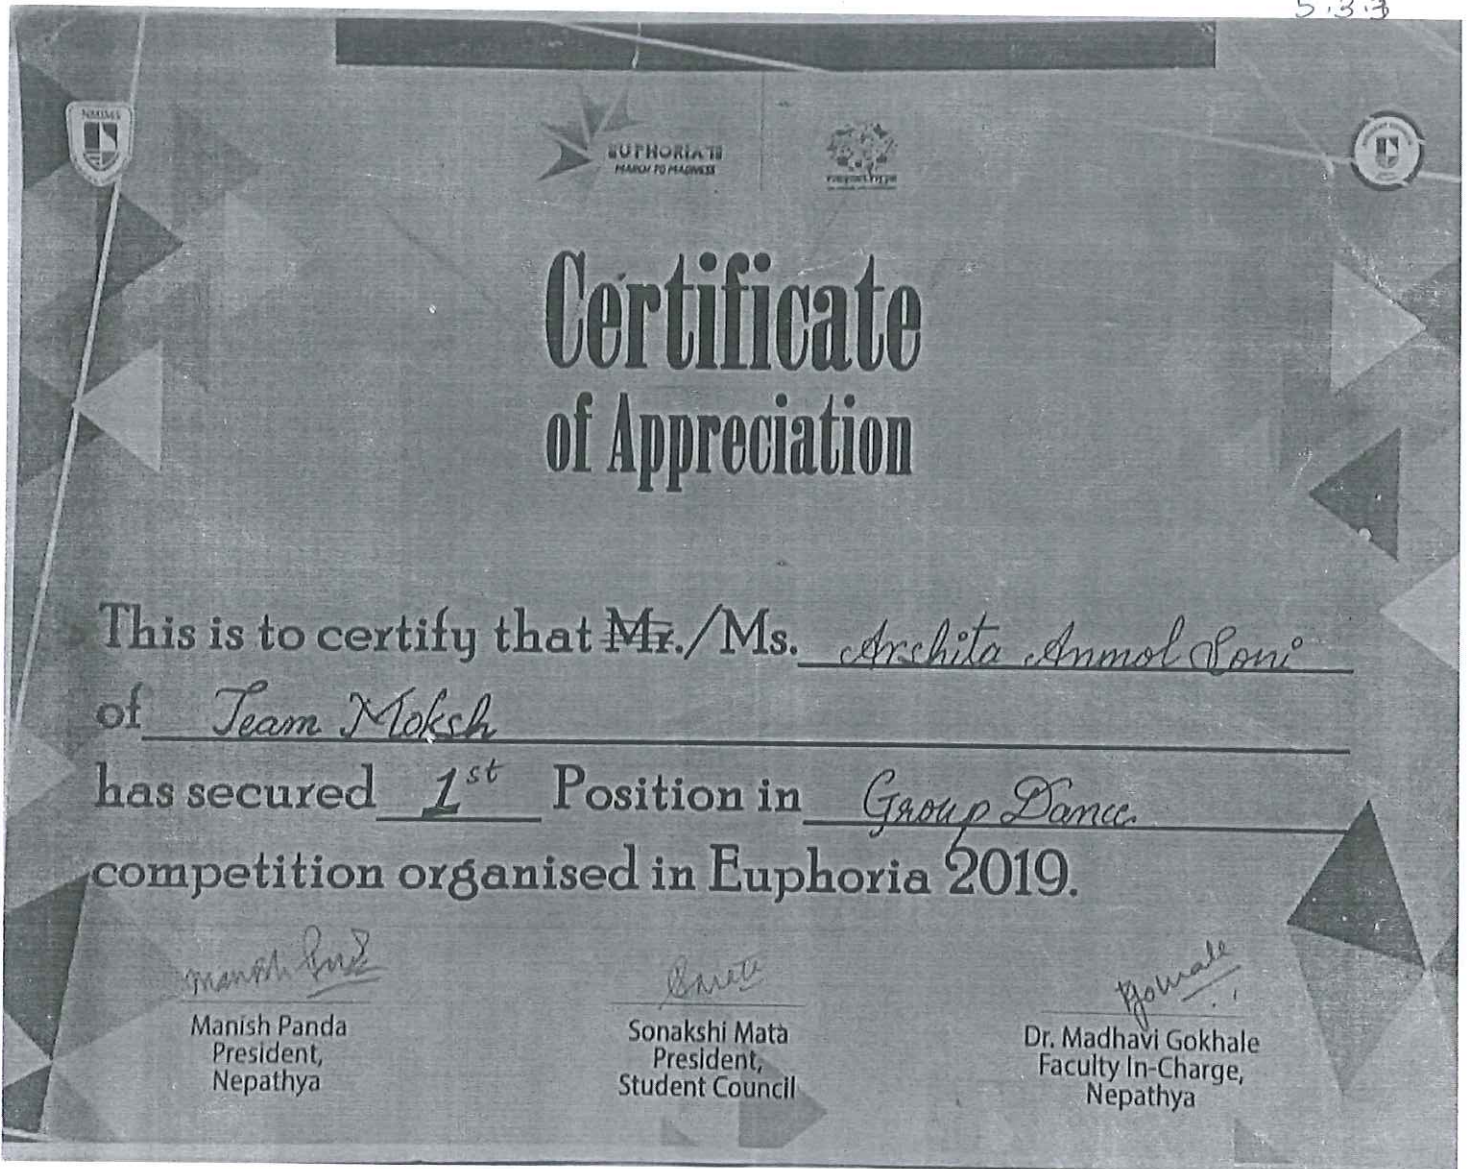 5.3.3
NMIMS
EUPHORIA'19
MARCH TO MADNESS
Certificate
of Appreciation
This is to certify that Mr./Ms. Archita Anmol Soni
of Team Moksh
has secured 1st Position in Group Dance
competition organised in Euphoria 2019.
Manish Panda
President,
Nepathya
Sonakshi Mata
President,
Student Council
Gokhale
Dr. Madhavi Gokhale
Faculty In-Charge,
Nepathya